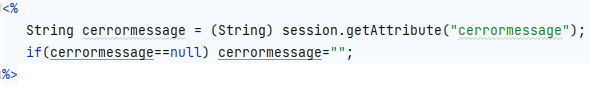 <%
String cerrormessage = (String) session.getAttribute("cerrormessage");
if(cerrormessage==null) cerrormessage="";
%>